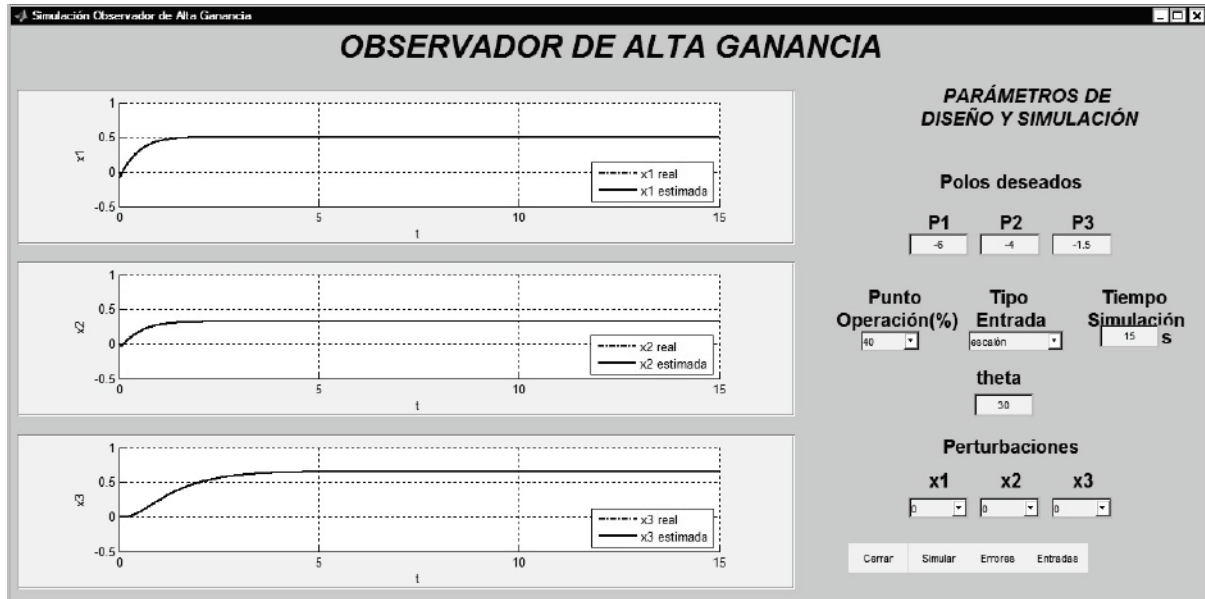 Simulación Observador de Alta Ganancia
OBSERVADOR DE ALTA GANANCIA
1
0.5
0
-0.5
x1
0
5
10
15
t
x1 real
x1 estimada
1
0.5
0
-0.5
x2
0
5
10
15
t
x2 real
x2 estimada
1
0.5
0
-0.5
x3
0
5
10
15
t
x3 real
x3 estimada
PARÁMETROS DE
DISEÑO Y SIMULACIÓN
Polos deseados
P1 P2 P3
-6 -4 -1.5
Punto Tipo Tiempo
Operación(%) Entrada Simulación
40 escalón 15 s
theta
30
Perturbaciones
x1 x2 x3
0 0 0
Cerrar Simular Errores Entradas